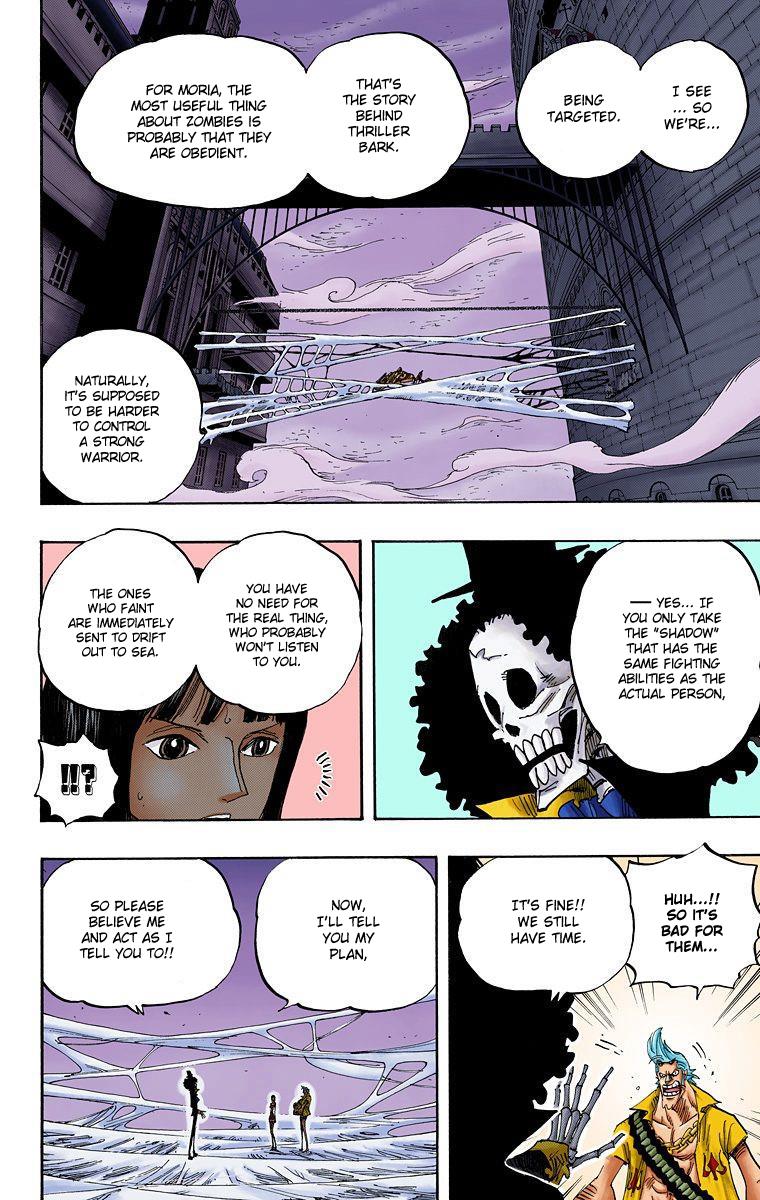 I SEE
... SO
WE'RE...
BEING
TARGETED.
THAT'S
THE STORY
BEHIND
THRILLER
BARK.
FOR MORIA, THE
MOST USEFUL THING
ABOUT ZOMBIES IS
PROBABLY THAT THEY
ARE OBEDIENT.
NATURALLY,
IT'S SUPPOSED
TO BE HARDER
TO CONTROL
A STRONG
WARRIOR.
— YES... IF
YOU ONLY TAKE
THE "SHADOW"
THAT HAS THE
SAME FIGHTING
ABILITIES AS THE
ACTUAL PERSON,
YOU HAVE
NO NEED FOR
THE REAL THING,
WHO PROBABLY
WON'T LISTEN
TO YOU.
THE ONES
WHO FAINT
ARE IMMEDIATELY
SENT TO DRIFT
OUT TO SEA.
!!?
HUH...!!
SO IT'S
BAD FOR
THEM...
IT'S FINE!!
WE STILL
HAVE TIME.
NOW,
I'LL TELL
YOU MY
PLAN,
SO PLEASE
BELIEVE ME
AND ACT AS I
TELL YOU TO!!